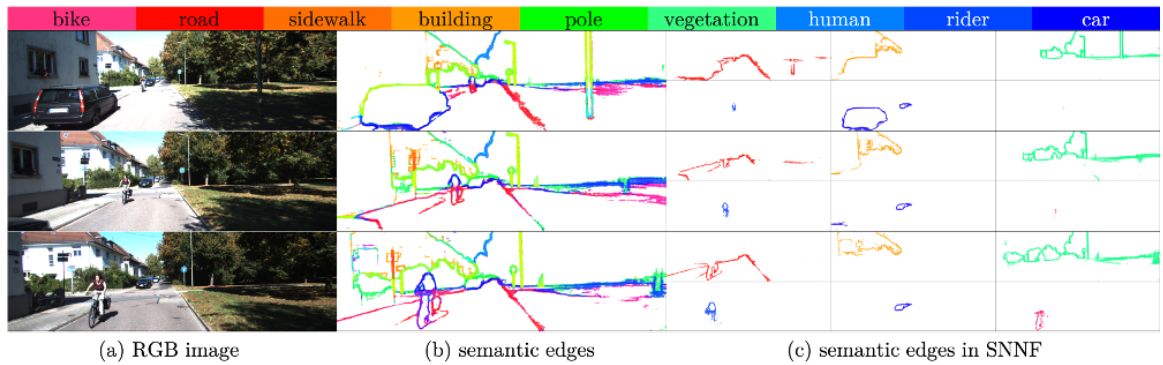 bike road sidewalk building pole vegetation human rider car
(a) RGB image (b) semantic edges (c) semantic edges in SNNF